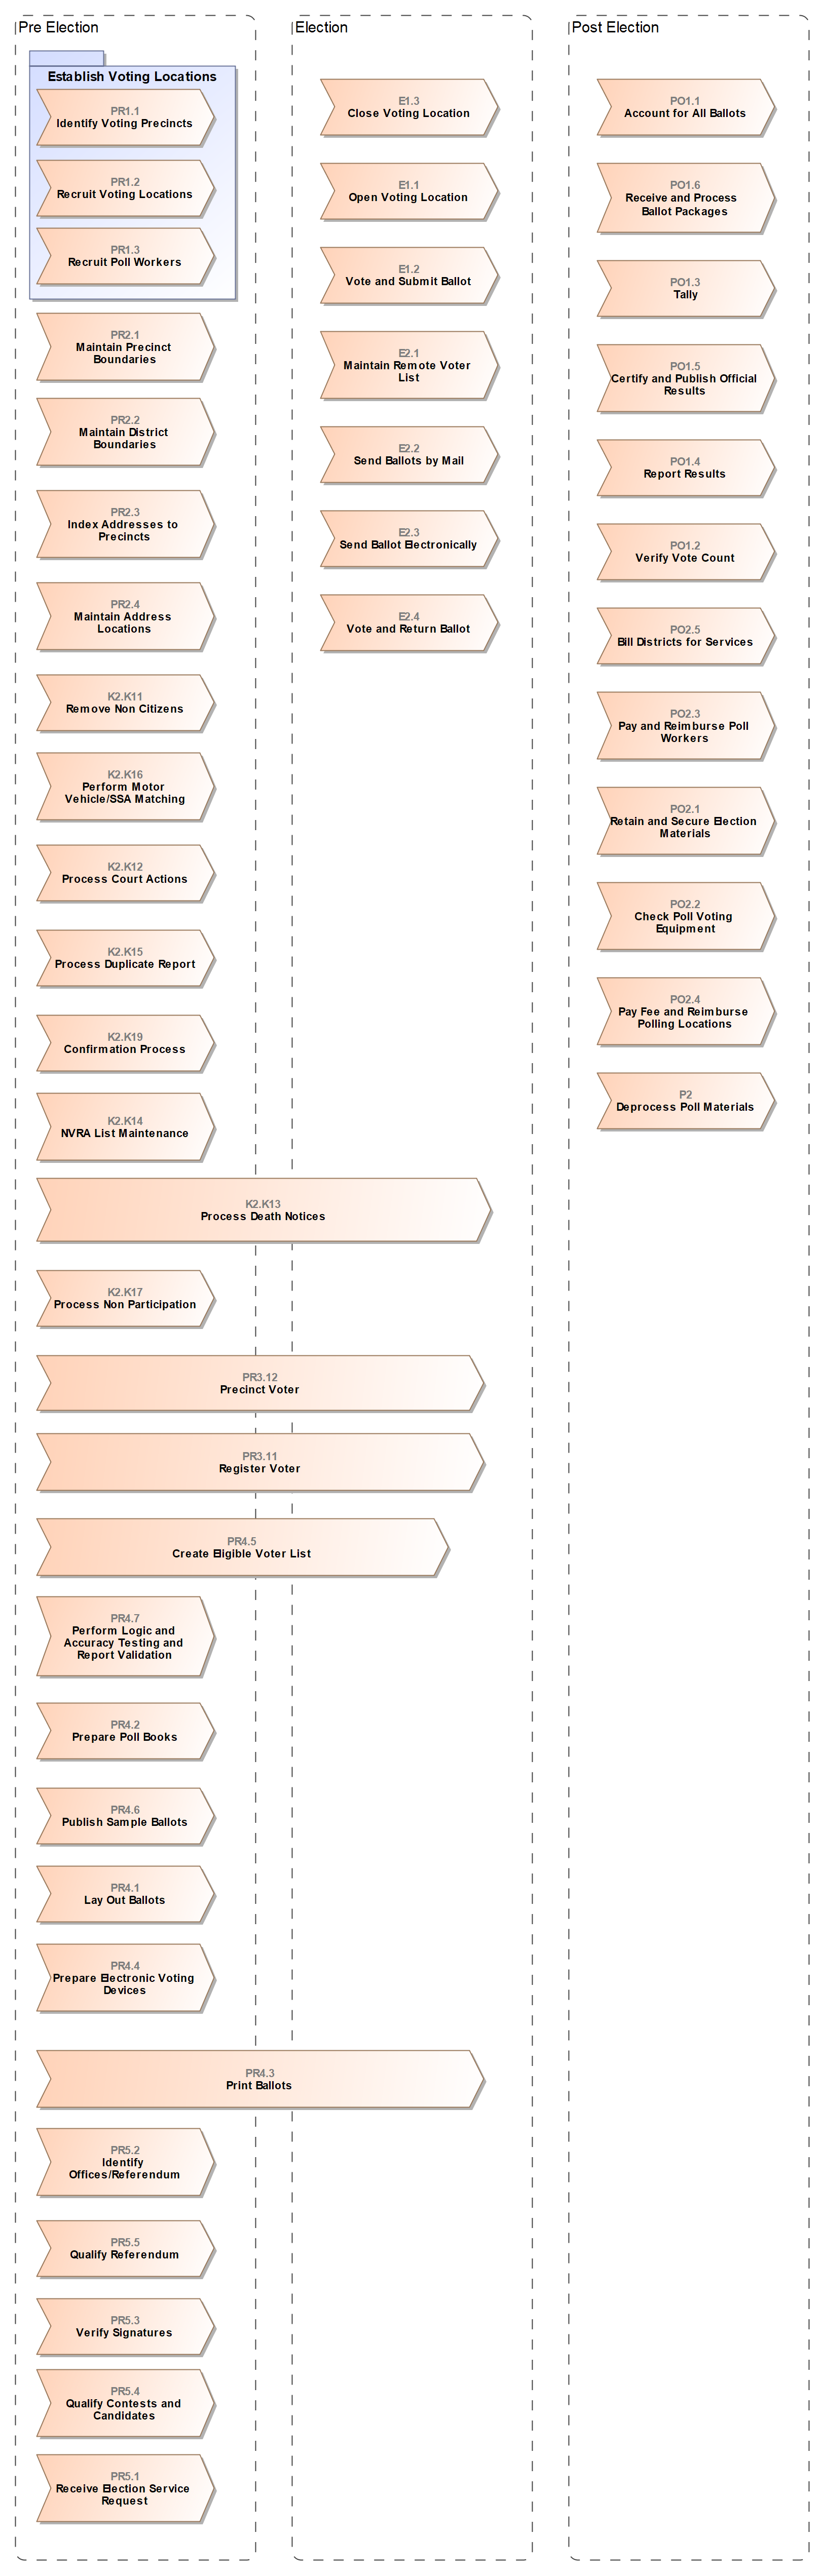 Pre Election
Establish Voting Locations
PR1.1
Identify Voting Precincts
PR1.2
Recruit Voting Locations
PR1.3
Recruit Poll Workers
PR2.1
Maintain Precinct
Boundaries
PR2.2
Maintain District
Boundaries
PR2.3
Index Addresses to
Precincts
PR2.4
Maintain Address
Locations
K2.K11
Remove Non Citizens
K2.K16
Perform Motor
Vehicle/SSA Matching
K2.K12
Process Court Actions
K2.K15
Process Duplicate Report
K2.K19
Confirmation Process
K2.K14
NVRA List Maintenance
K2.K13
Process Death Notices
K2.K17
Process Non Participation
PR3.12
Precinct Voter
PR3.11
Register Voter
PR4.5
Create Eligible Voter List
PR4.7
Perform Logic and
Accuracy Testing and
Report Validation
PR4.2
Prepare Poll Books
PR4.6
Publish Sample Ballots
PR4.1
Lay Out Ballots
PR4.4
Prepare Electronic Voting
Devices
PR4.3
Print Ballots
PR5.2
Identify
Offices/Referendum
PR5.5
Qualify Referendum
PR5.3
Verify Signatures
PR5.4
Qualify Contests and
Candidates
PR5.1
Receive Election Service
Request
Election
E1.3
Close Voting Location
E1.1
Open Voting Location
E1.2
Vote and Submit Ballot
E2.1
Maintain Remote Voter
List
E2.2
Send Ballots by Mail
E2.3
Send Ballot Electronically
E2.4
Vote and Return Ballot
Post Election
PO1.1
Account for All Ballots
PO1.6
Receive and Process
Ballot Packages
PO1.3
Tally
PO1.5
Certify and Publish Official
Results
PO1.4
Report Results
PO1.2
Verify Vote Count
PO2.5
Bill Districts for Services
PO2.3
Pay and Reimburse Poll
Workers
PO2.1
Retain and Secure Election
Materials
PO2.2
Check Poll Voting
Equipment
PO2.4
Pay Fee and Reimburse
Polling Locations
P2
Deprocess Poll Materials